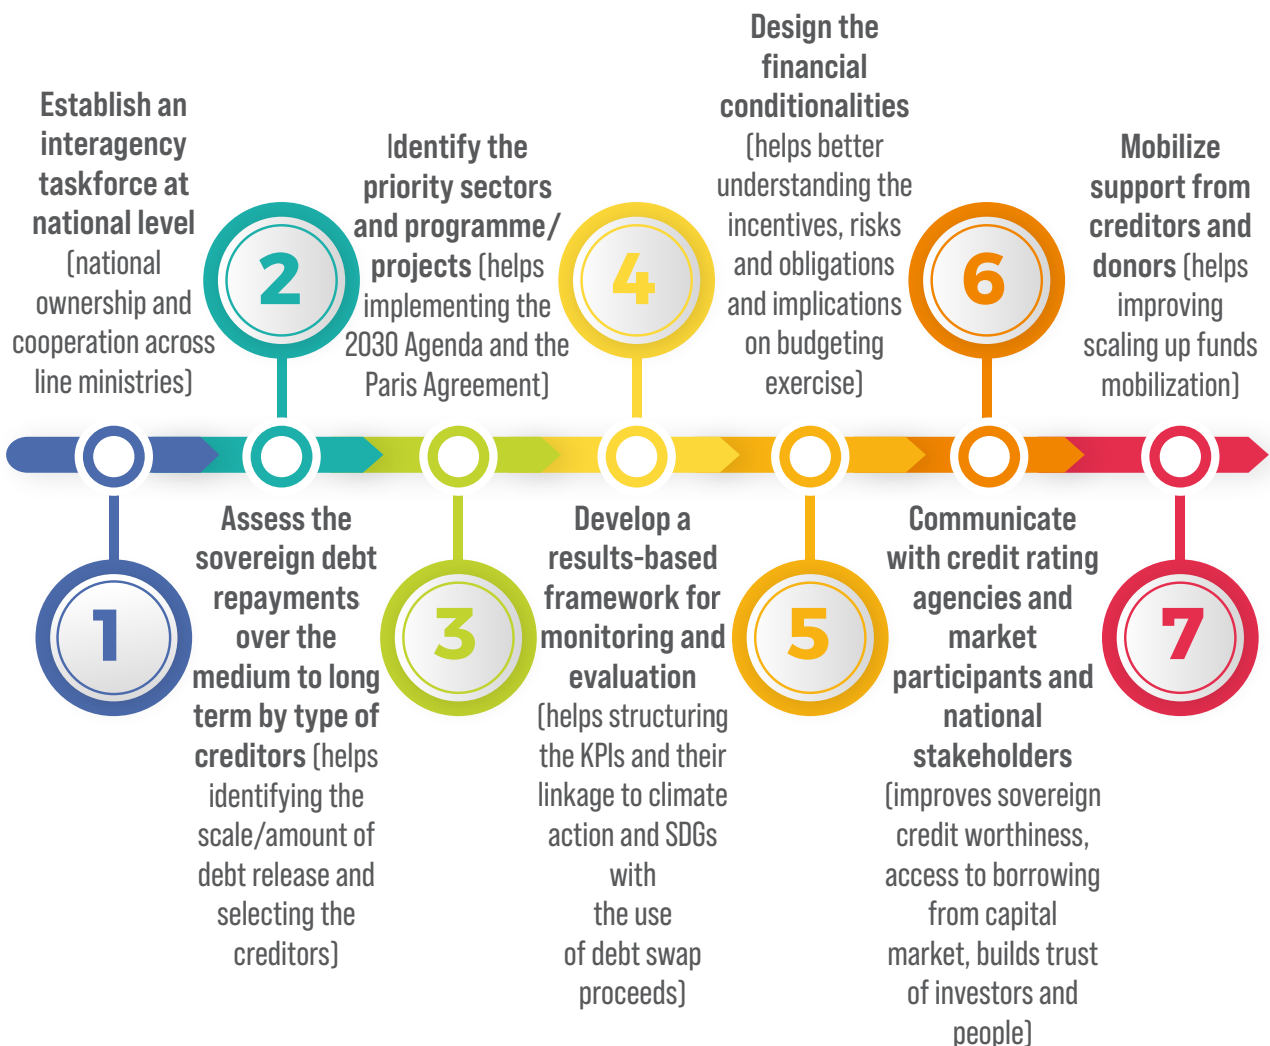 1
Establish an
interagency
taskforce at
national level
(national
ownership and
cooperation across
line ministries)
2
Assess the
sovereign debt
repayments
over the
medium to long
term by type of
creditors (helps
identifying the
scale/amount of
debt release and
selecting the
creditors)
3
Identify the
priority sectors
and programme/
projects (helps
implementing the
2030 Agenda and the
Paris Agreement)
4
Develop a
results-based
framework for
monitoring and
evaluation
(helps structuring
the KPIs and their
linkage to climate
action and SDGs
with
the use
of debt swap
proceeds)
5
Design the
financial
conditionalities
(helps better
understanding the
incentives, risks
and obligations
and implications
on budgeting
exercise)
6
Communicate
with credit rating
agencies and
market
participants and
national
stakeholders
(improves sovereign
credit worthiness,
access to borrowing
from capital
market, builds trust
of investors and
people)
7
Mobilize
support from
creditors and
donors (helps
improving
scaling up funds
mobilization)